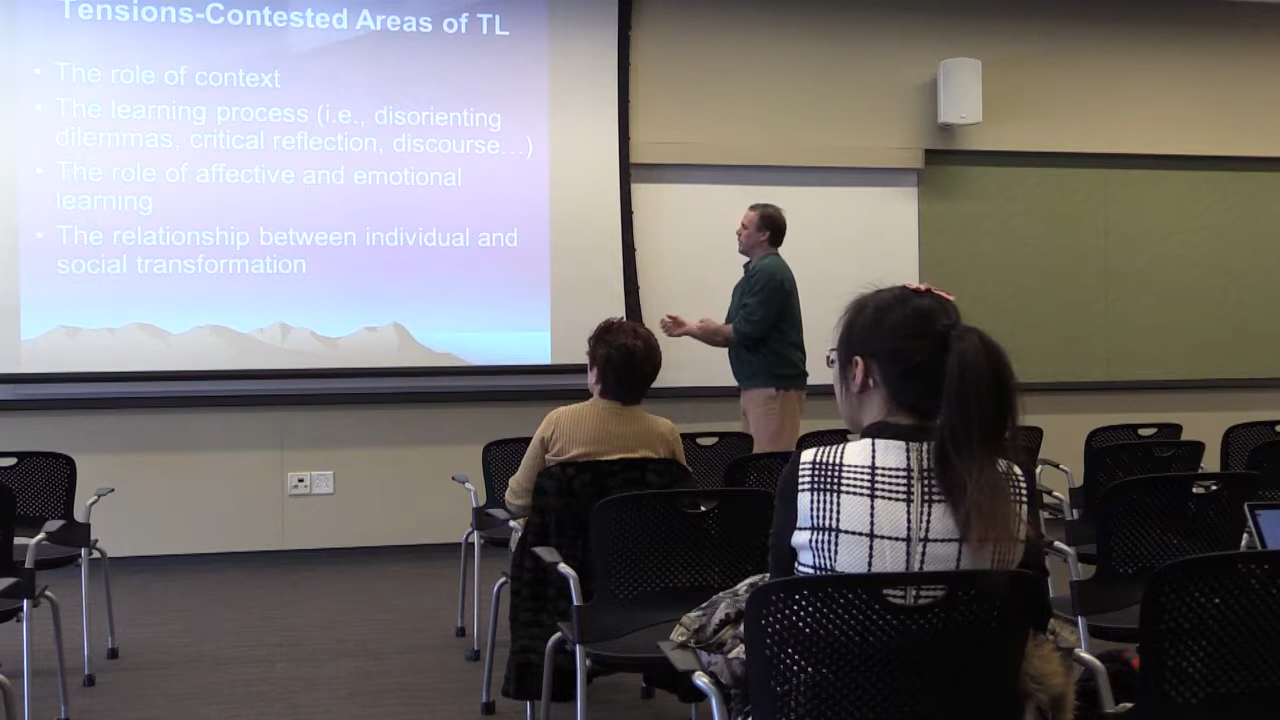 Tensions-Contested Areas of TL
• The role of context
• The learning process (i.e., disorienting
dilemmas, critical reflection, discourse...)
• The role of affective and emotional
learning
• The relationship between individual and
social transformation